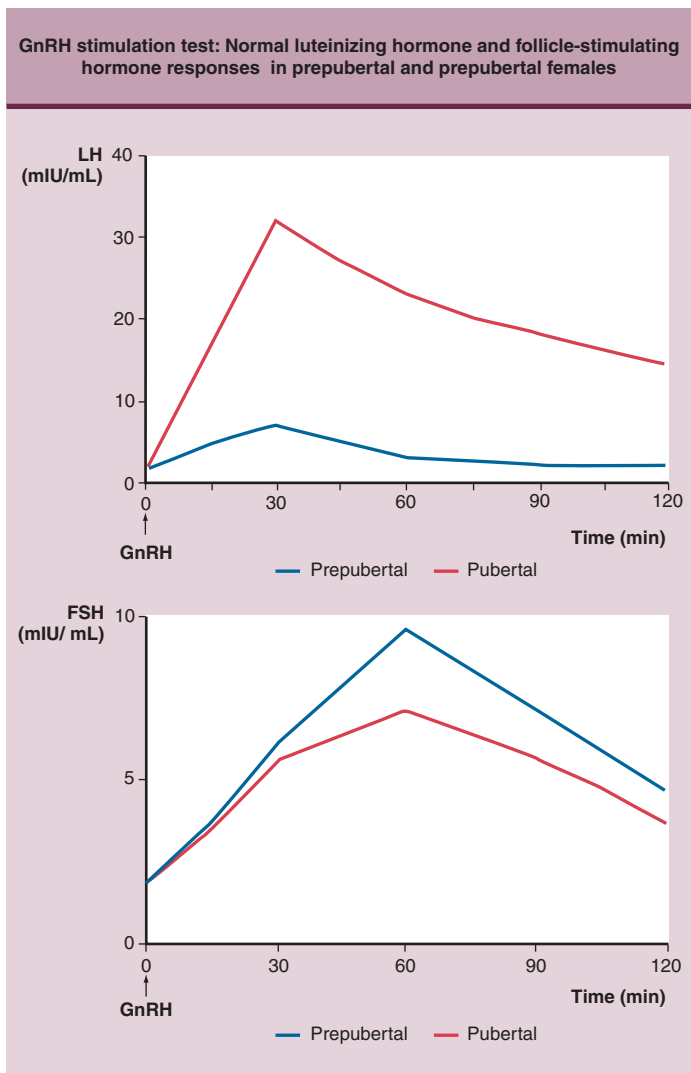 GnRH stimulation test: Normal luteinizing hormone and follicle-stimulating
hormone responses in prepubertal and prepubertal females
LH
(mIU/mL)
40
30
20
10
0
0
30
60
90
120
GnRH
Time (min)
Prepubertal
Pubertal
FSH
(mIU/ mL)
10
5
0
0
30
60
90
120
GnRH
Time (min)
Prepubertal
Pubertal